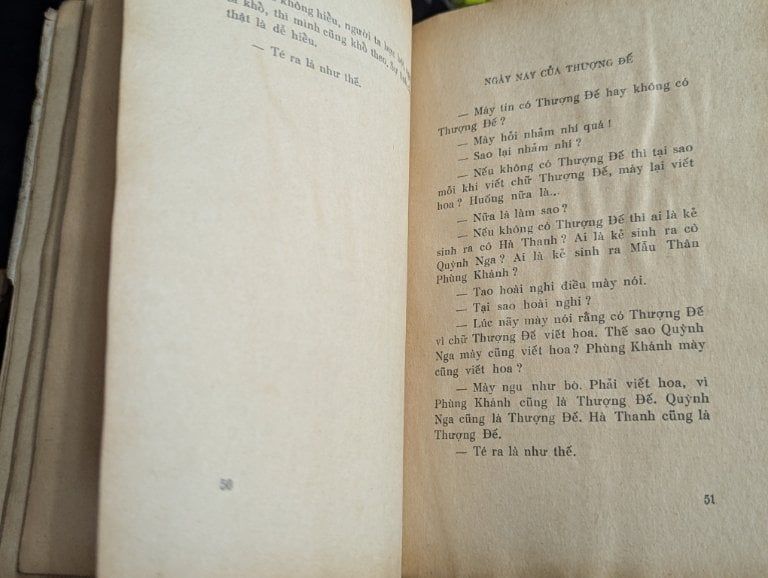 không hiểu, người ta
khổ, thì mình cũng khổ theo.
thật là dễ hiểu.
— Té ra là như thế.
50
NGÀY NAY CỦA THƯỢNG ĐẾ
— Mày tin có Thượng Đế hay không có
Thượng Đế ?
— Mày hỏi nhảm nhí quá !
— Sao lại nhảm nhí ?
— Nếu không có Thượng Đế thì tại sao
mỗi khi viết chữ Thượng Đế, mày lại viết
hoa ? Huống nữa là...
— Nữa là làm sao ?
— Nếu không có Thượng Đế thì ai là kẻ
sinh ra cô Hà Thanh ? Ai là kẻ sinh ra cô
Quỳnh Nga ? Ai là kẻ sinh ra Mẫu Thân
Phùng Khánh ?
— Tao hoài nghi điều mày nói.
— Tại sao hoài nghi ?
— Lúc nãy mày nói rằng có Thượng Đế
vì chữ Thượng Đế viết hoa. Thế sao Quỳnh
Nga mày cũng viết hoa ? Phùng Khánh mày
cũng viết hoa ?
— Mày ngu như bò. Phải viết hoa, vì
Phùng Khánh cũng là Thượng Đế. Quỳnh
Nga cũng là Thượng Đế. Hà Thanh cũng là
Thượng Đế.
— Té ra là như thế.
51